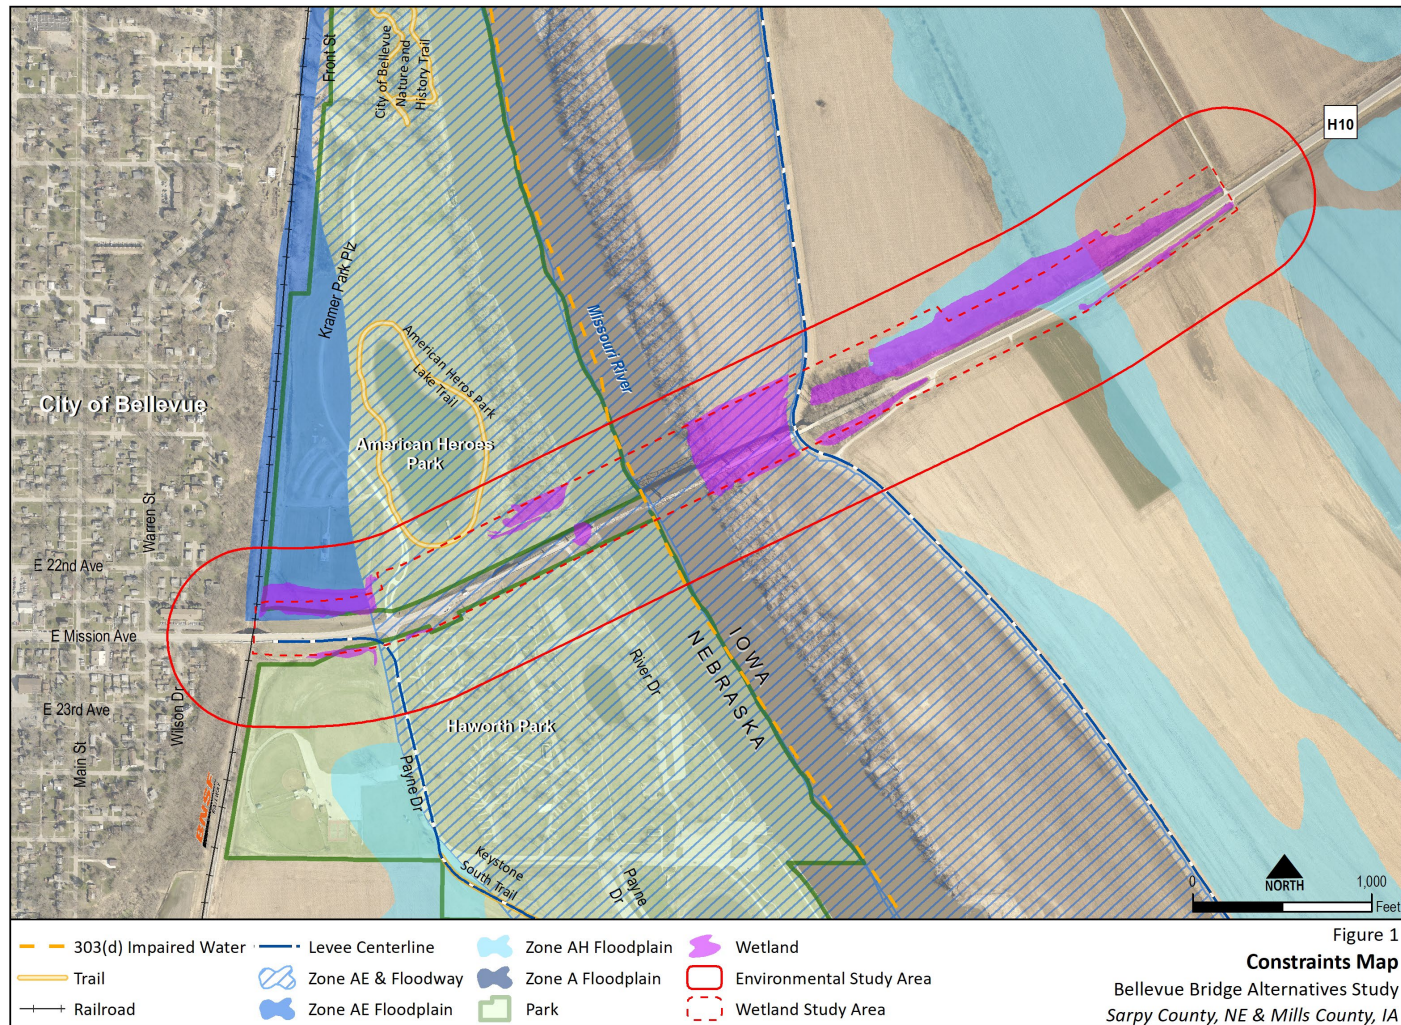 Front St
City of Bellevue
Nature and
History Trail
H10
Kramer Park Plz
American Heros Park
Lake Trail
Missouri River
City of Bellevue
American Heroes
Park
Warren St
E 22nd Ave
E Mission Ave
IOWA
NEBRASKA
River Dr
E 23rd Ave
Wilson Dr
Main St
Haworth Park
Payne Dr
BNSF
RAILWAY
Keystone
South Trail
Payne
Dr
NORTH
0
1,000
Feet
303(d) Impaired Water
Levee Centerline
Zone AH Floodplain
Wetland
Trail
Zone AE & Floodway
Zone A Floodplain
Environmental Study Area
Railroad
Zone AE Floodplain
Park
Wetland Study Area
Figure 1
Constraints Map
Bellevue Bridge Alternatives Study
Sarpy County, NE & Mills County, IA